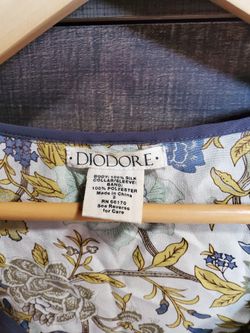 • DIODORE •
BODY: 100% SILK
COLLAR/SLEEVE/
BAND:
100% POLYESTER
Made in China
RN 66170
See Reverse
for Care